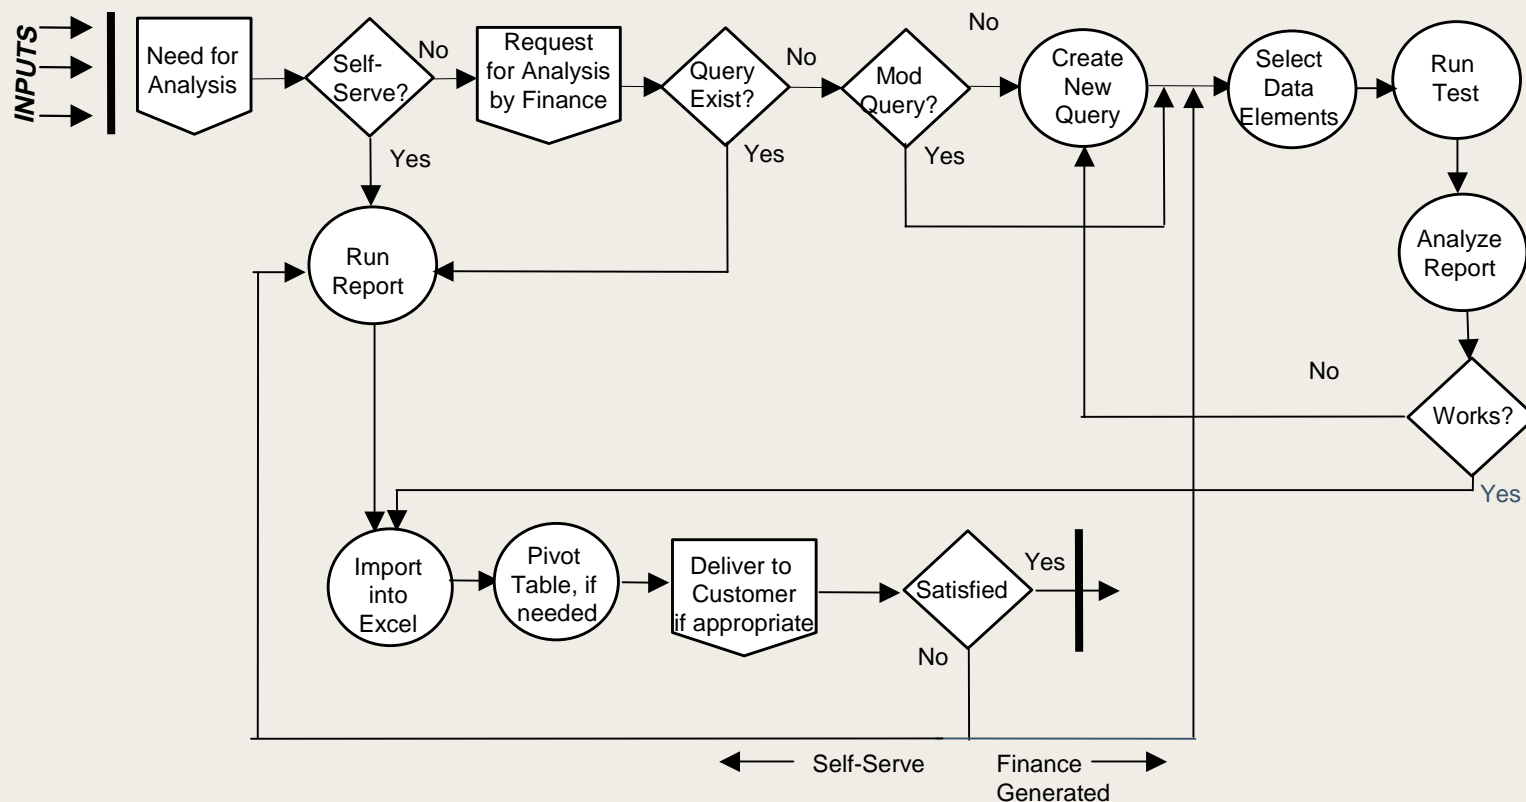 INPUTS
Need for
Analysis
Self-
Serve?
No
Request
for Analysis
by Finance
Query
Exist?
No
Mod
Query?
No
Create
New
Query
Select
Data
Elements
Run
Test
Yes
Yes
Yes
Run
Report
Analyze
Report
No
Works?
Yes
Import
into
Excel
Pivot
Table, if
needed
Deliver to
Customer
if appropriate
Satisfied
Yes
No
Self-Serve
Finance
Generated